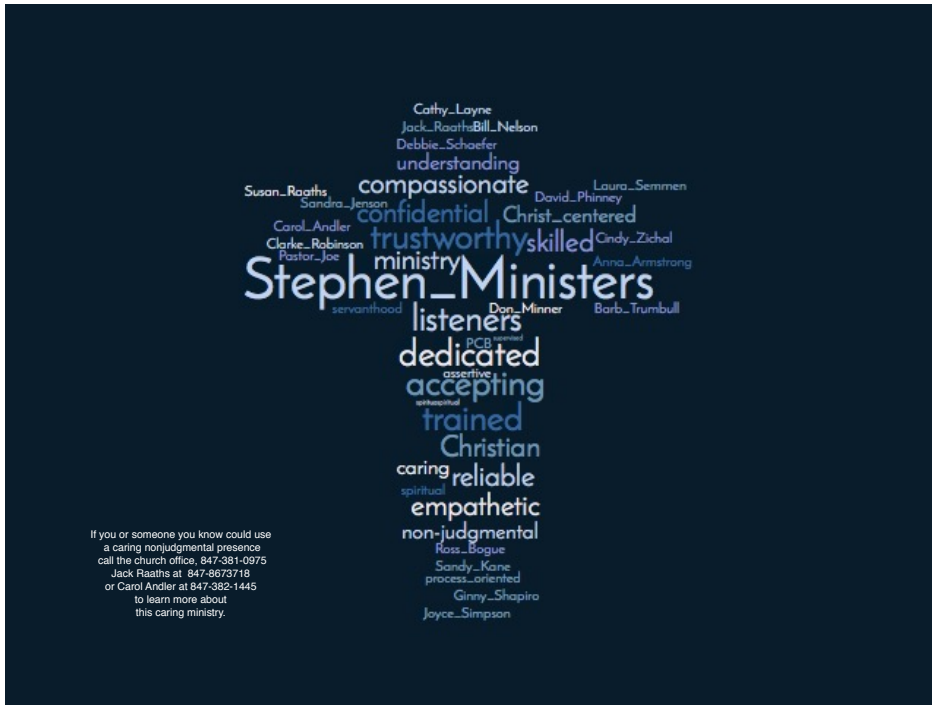 Cathy_Layne
Jack_Raaths Bill_Nelson
Debbie_Schaefer
understanding
compassionate
Laura_Semmen
Susan_Raaths
David_Phinney
Sandra_Jenson
confidential Christ_centered
Carol_Andler
trustworthy skilled Cindy_Zichal
Clarke_Robinson
Pastor_Joe
ministry
Anna_Armstrong
Stephen_Ministers
servanthood
Don_Minner
Barb_Trumbull
listeners
supervised
PCB
dedicated
assertive
accepting
trained
Christian
caring
reliable
spiritual
empathetic
non-judgmental
Ross_Bogue
Sandy_Kane
process_oriented
Ginny_Shapiro
Joyce_Simpson
If you or someone you know could use
a caring nonjudgmental presence
call the church office, 847-381-0975
Jack Raaths at 847-8673718
or Carol Andler at 847-382-1445
to learn more about
this caring ministry.